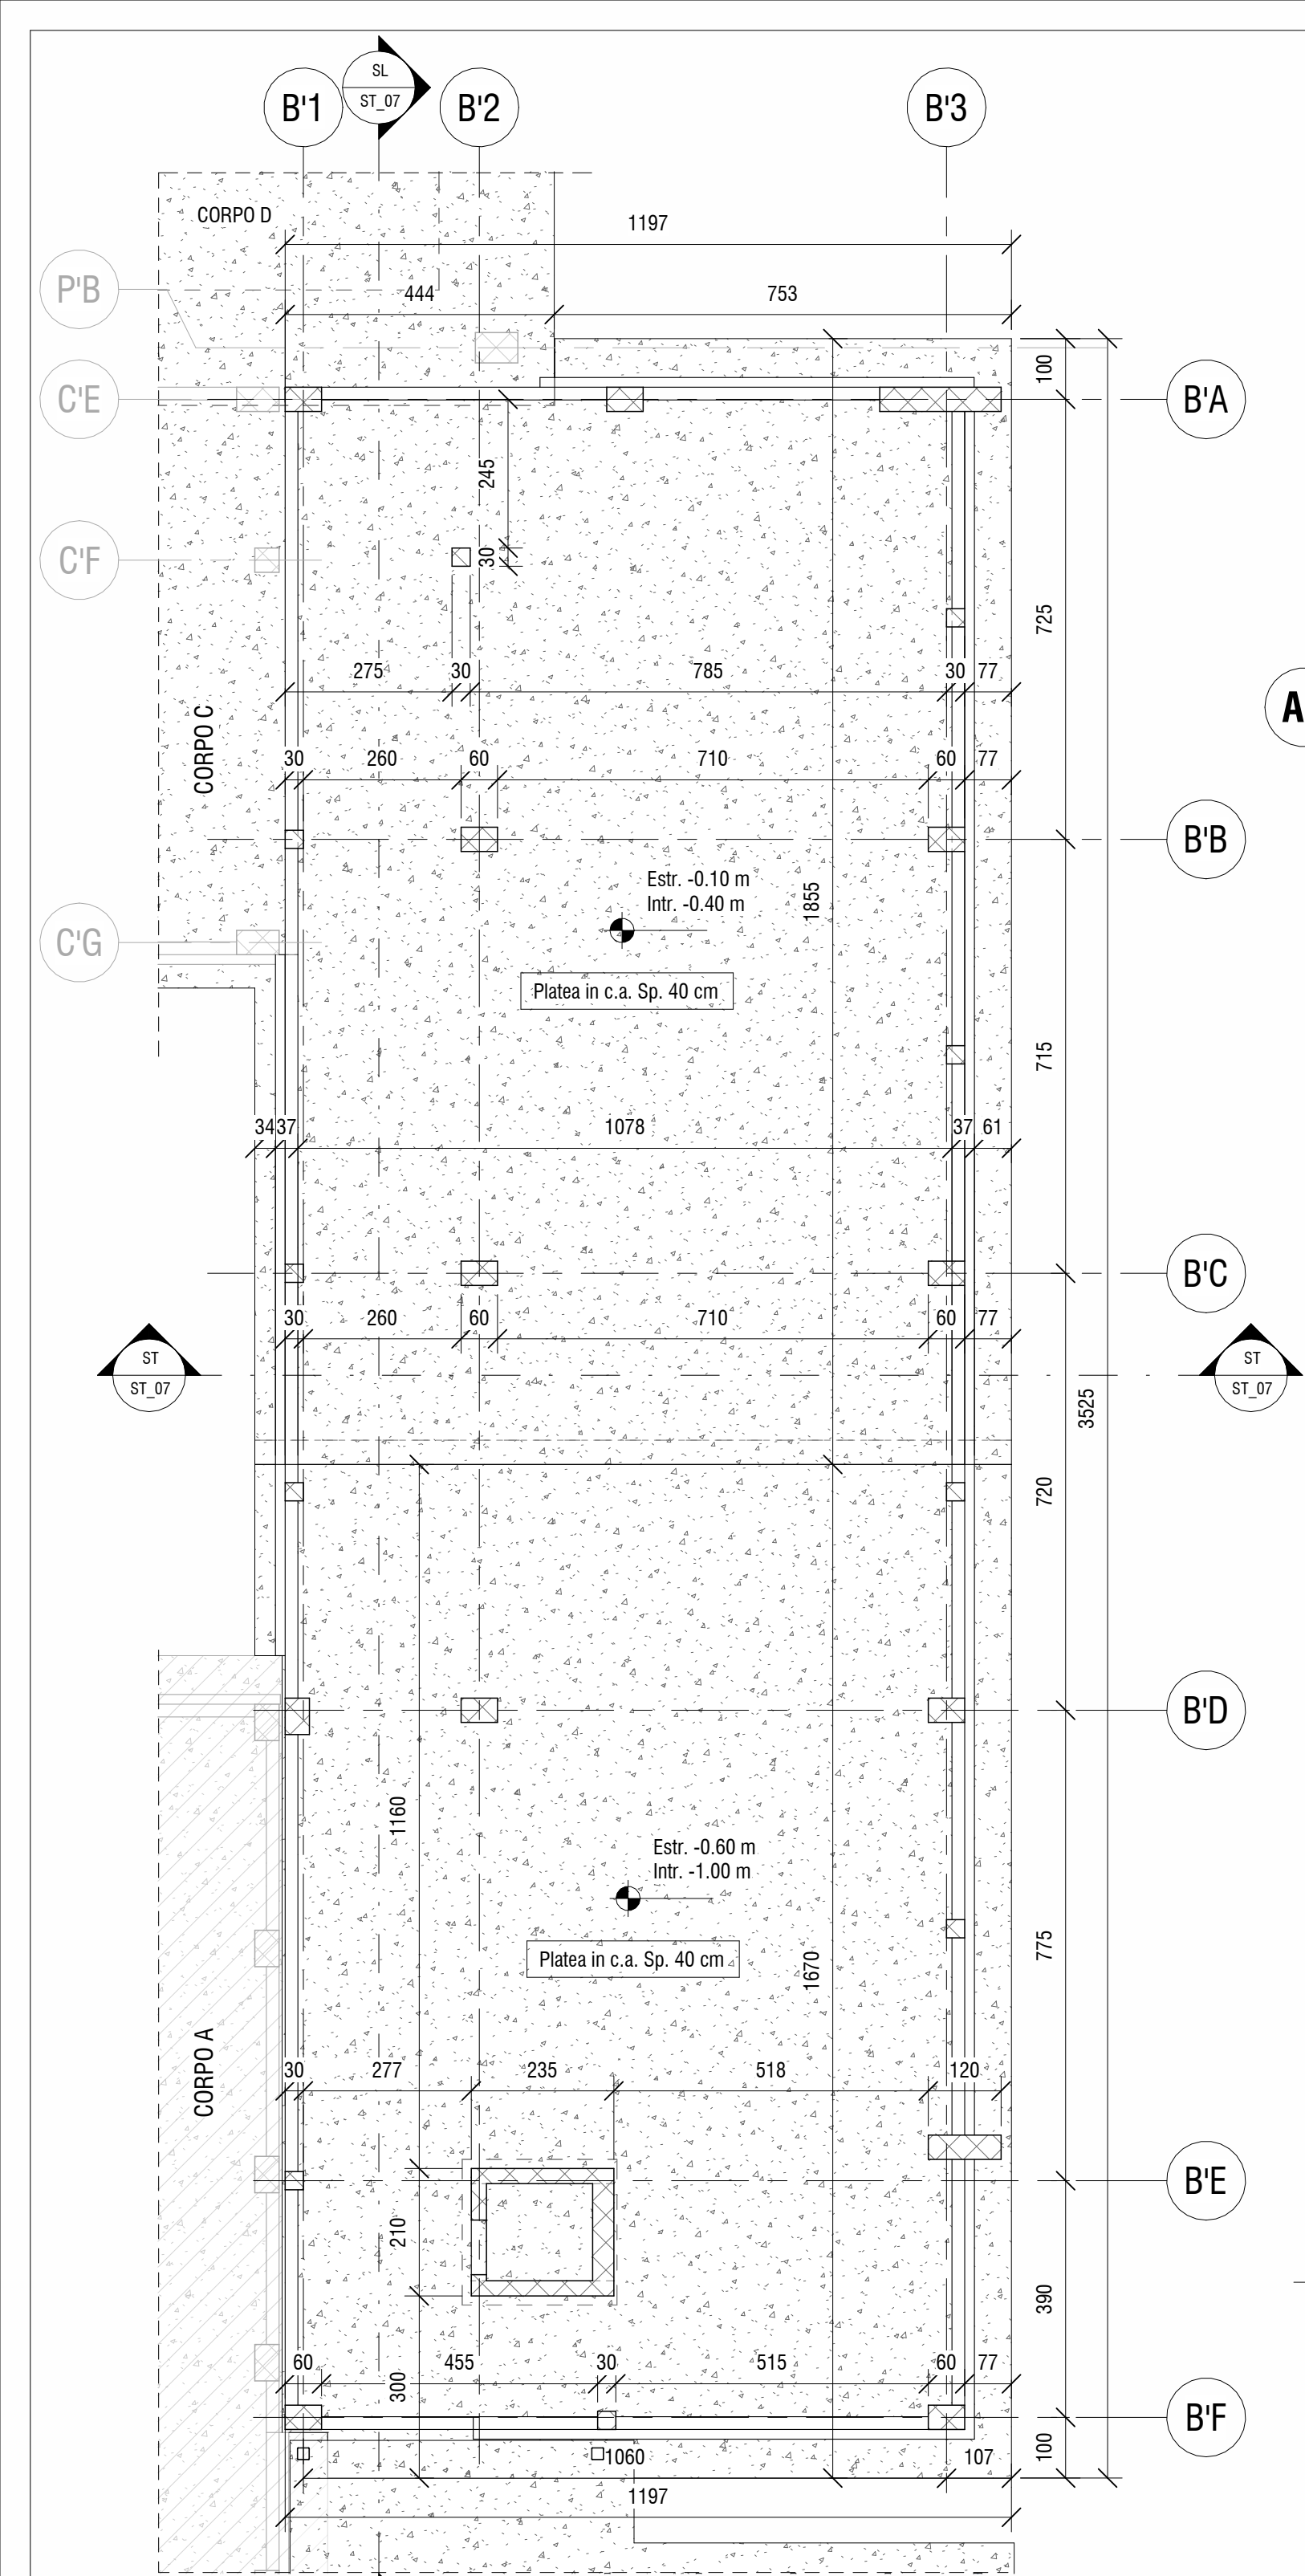 SL
ST_07
B'1
B'2
B'3
CORPO D
1197
P'B
444
753
100
C'E
B'A
245
C'F
30
725
275
30
785
30
77
A
CORPO C
30
260
60
710
60
77
B'B
Estr. -0.10 m
Intr. -0.40 m
1855
C'G
Platea in c.a. Sp. 40 cm
715
34
37
1078
37
61
B'C
30
260
60
710
60
77
ST
ST_07
ST
ST_07
3525
720
B'D
1160
Estr. -0.60 m
Intr. -1.00 m
Platea in c.a. Sp. 40 cm
1670
775
CORPO A
30
277
235
518
120
B'E
210
390
60
455
30
515
60
77
300
B'F
1060
107
100
1197